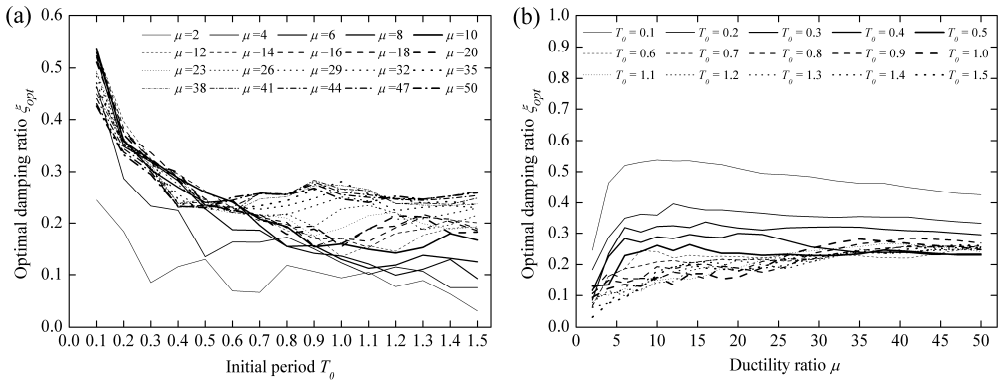 (a)
0.6
0.5
0.4
0.3
0.2
0.1
0.0
Optimal damping ratio ξopt
μ=2 μ=4 μ=6 μ=8 μ=10
μ=12 μ=14 μ=16 μ=18 μ=20
μ=23 μ=26 μ=29 μ=32 μ=35
μ=38 μ=41 μ=44 μ=47 μ=50
0.0 0.1 0.2 0.3 0.4 0.5 0.6 0.7 0.8 0.9 1.0 1.1 1.2 1.3 1.4 1.5
Initial period T0
(b)
1.0
0.9
0.8
0.7
0.6
0.5
0.4
0.3
0.2
0.1
0.0
Optimal damping ratio ξopt
T0 = 0.1 T0 = 0.2 T0 = 0.3 T0 = 0.4 T0 = 0.5
T0 = 0.6 T0 = 0.7 T0 = 0.8 T0 = 0.9 T0 = 1.0
T0 = 1.1 T0 = 1.2 T0 = 1.3 T0 = 1.4 T0 = 1.5
0 5 10 15 20 25 30 35 40 45 50
Ductility ratio μ